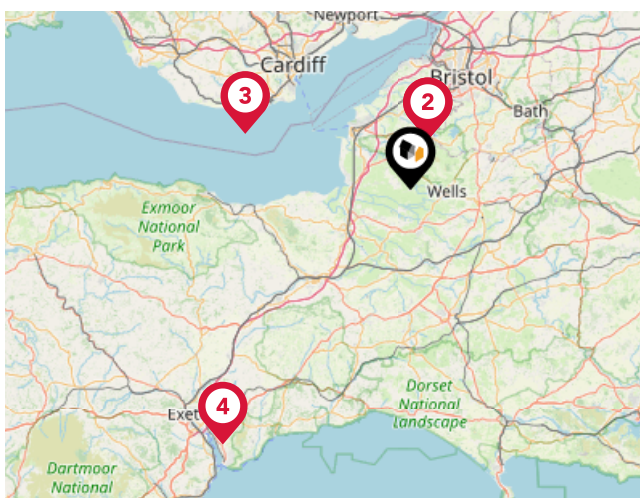 Newport
Cardiff
3
Bristol
2
Bath
Wells
Exmoor
National
Park
Dorset
National
Landscape
4
Exet
Dartmoor
National